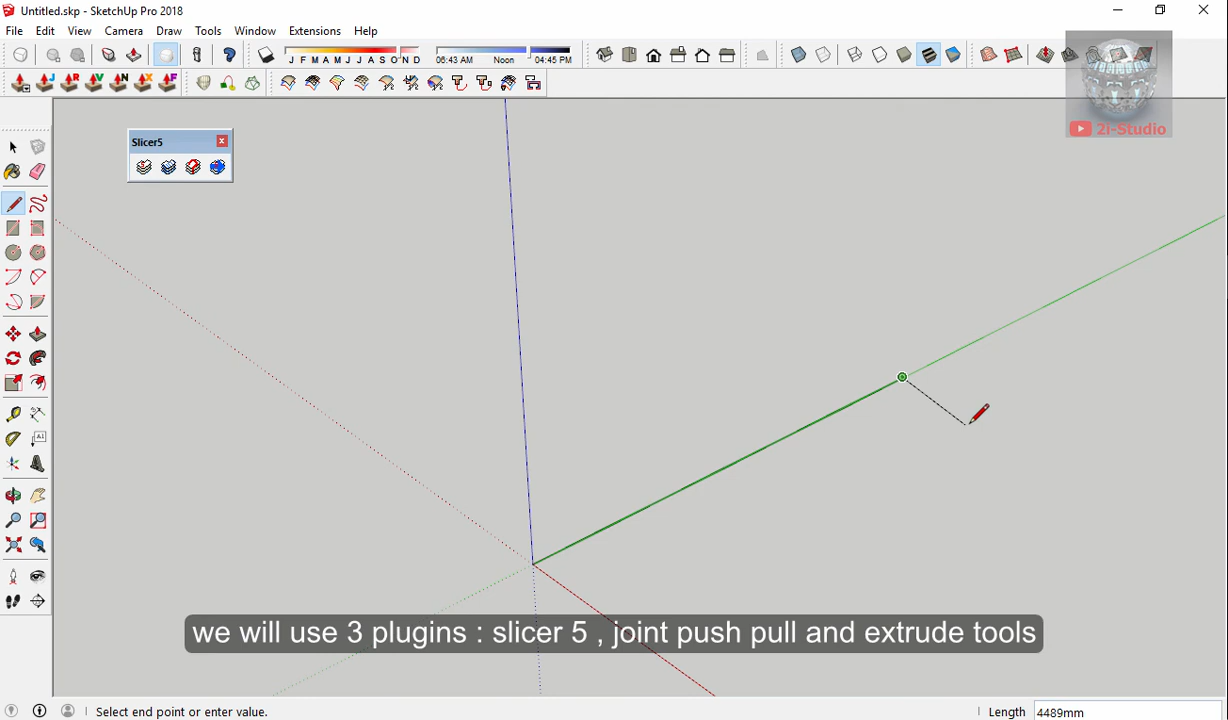 Untitled.skp - SketchUp Pro 2018
File Edit View Camera Draw Tools Window Extensions Help
J F M A M J J A S O N D 06:43 AM Noon 04:45 PM
J R V N X F
2i-Studio
Slicer5
A1
we will use 3 plugins : slicer 5 , joint push pull and extrude tools
Select end point or enter value. Length 4489mm